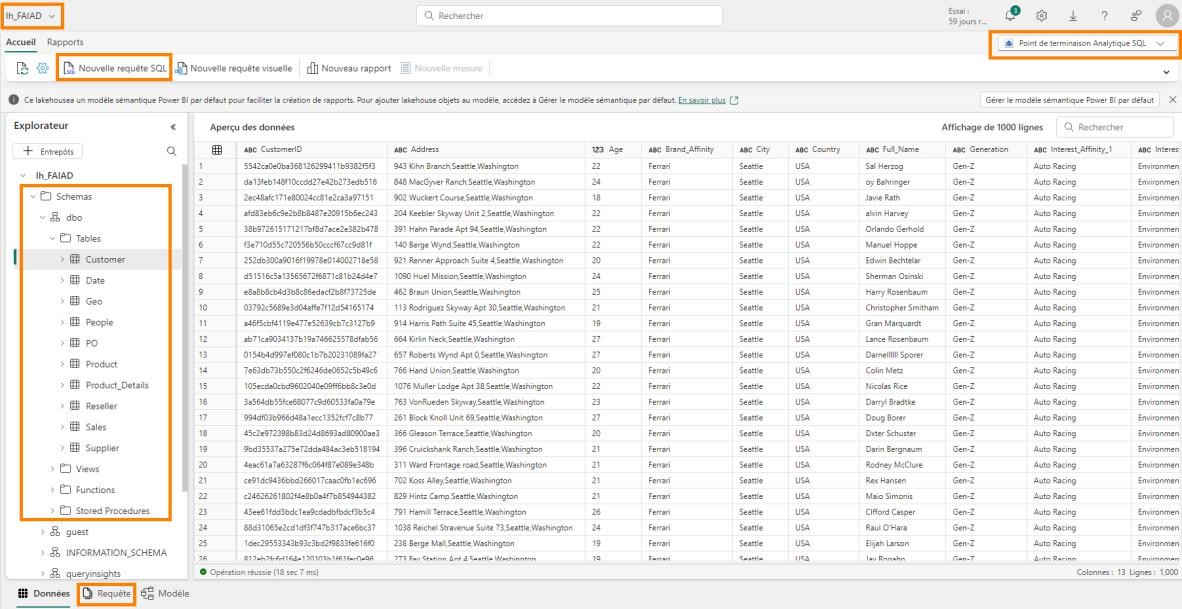 lh_FAIAD
Rechercher
Essai :
59 jours r...
3
Accueil Rapports
Point de terminaison Analytique SQL
Nouvelle requête SQL Nouvelle requête visuelle Nouveau rapport Nouvelle mesure
Ce lakehousea un modèle sémantique Power BI par défaut pour faciliter la création de rapports. Pour ajouter lakehouse objets au modèle, accédez à Gérer le modèle sémantique par défaut. En savoir plus
Gérer le modèle sémantique Power BI par défaut
Explorateur
+ Entrepôts
lh_FAIAD
Schemas
dbo
Tables
Customer
Date
Geo
People
PO
Product
Product_Details
Reseller
Sales
Supplier
Views
Functions
Stored Procedures
guest
INFORMATION_SCHEMA
queryinsights
Aperçu des données
Affichage de 1000 lignes
Rechercher
ABC CustomerID ABC Address 123 Age ABC Brand_Affinity ABC City ABC Country ABC Full_Name ABC Generation ABC Interest_Affinity_1 ABC Interes
1 5542ca0e0ba368126299411b9382f5f3 943 Kihn Branch,Seattle,Washington 22 Ferrari Seattle USA Sal Herzog Gen-Z Auto Racing Environmen
2 da13feb148f10ccdd27e42b273edb516 848 MacGyver Ranch,Seattle,Washington 24 Ferrari Seattle USA oy Bahringer Gen-Z Auto Racing Environmen
3 2ec48afc171e80024cc81e2ca3a97151 902 Wuckert Course,Seattle,Washington 18 Ferrari Seattle USA Javie Rath Gen-Z Auto Racing Environmen
4 afd83eb6c9e2b8b8487e20915b6ec243 204 Keebler Skyway Unit 2,Seattle,Washington 22 Ferrari Seattle USA alvin Harvey Gen-Z Auto Racing Environmen
5 38b972615171217bf8d7ace2e382b478 391 Hahn Parade Apt 94,Seattle,Washington 22 Ferrari Seattle USA Orlando Gerhold Gen-Z Auto Racing Environmen
6 f3e710d55c720556b50cccf67cc9d81f 140 Berge Wynd,Seattle,Washington 22 Ferrari Seattle USA Manuel Hoppe Gen-Z Auto Racing Environmen
7 252db300a9016f19978e014002718e58 921 Renner Approach Suite 4,Seattle,Washington 20 Ferrari Seattle USA Edwin Bechtelar Gen-Z Auto Racing Environmen
8 d51516c5a13565672f6871c81b24d4e7 1090 Huel Mission,Seattle,Washington 24 Ferrari Seattle USA Sherman Osinski Gen-Z Auto Racing Environmen
9 e8a8b8cb4d3b8c86edacf2b8f73725de 462 Braun Union,Seattle,Washington 25 Ferrari Seattle USA Harry Rosenbaum Gen-Z Auto Racing Environmen
10 03792c5689e3d04affe7f12d54165174 113 Rodriguez Skyway Apt 30,Seattle,Washington 21 Ferrari Seattle USA Christopher Smitham Gen-Z Auto Racing Environmen
11 a46f5cbf4119e477e52639cb7c3127b9 914 Harris Path Suite 45,Seattle,Washington 19 Ferrari Seattle USA Gran Marquardt Gen-Z Auto Racing Environmen
12 ab71ca9034137b19a746625578dfab56 664 Kirlin Neck,Seattle,Washington 27 Ferrari Seattle USA Lance Rosenbaum Gen-Z Auto Racing Environmen
13 0154b4d997ef080c1b7b20231089fa27 657 Roberts Wynd Apt 0,Seattle,Washington 27 Ferrari Seattle USA Darnellllll Sporer Gen-Z Auto Racing Environmen
14 7e63db73b550c2f6246de0652c5b49c6 766 Hand Union,Seattle,Washington 20 Ferrari Seattle USA Colin Metz Gen-Z Auto Racing Environmen
15 105ecda0cbd9602040e09ff6bb8c3e0d 1076 Muller Lodge Apt 38,Seattle,Washington 22 Ferrari Seattle USA Nicolas Rice Gen-Z Auto Racing Environmen
16 3a564db55fce68077c9d60533fa0a79e 763 VonRueden Skyway,Seattle,Washington 23 Ferrari Seattle USA Darryl Bradtke Gen-Z Auto Racing Environmen
17 994df03b966d48a1ecc1352fcf7c8b77 261 Block Knoll Unit 69,Seattle,Washington 27 Ferrari Seattle USA Doug Borer Gen-Z Auto Racing Environmen
18 45c2e972398b83d24d8693ad80900ae3 366 Gleason Terrace,Seattle,Washington 20 Ferrari Seattle USA Dxter Schuster Gen-Z Auto Racing Environmen
19 9bd35537a275e72dda484ac3eb518194 396 Cruickshank Ranch,Seattle,Washington 21 Ferrari Seattle USA Darin Bergnaum Gen-Z Auto Racing Environmen
20 4eac61a7a63287f6c064f87e089e348b 311 Ward Frontage road,Seattle,Washington 21 Ferrari Seattle USA Rodney McClure Gen-Z Auto Racing Environmen
21 ce91dc9436bbd266017caac0fb1ec696 702 Koss Alley,Seattle,Washington 21 Ferrari Seattle USA Rex Hansen Gen-Z Auto Racing Environmen
22 c24626261802f4e8b0a4f7b854944382 829 Hintz Camp,Seattle,Washington 21 Ferrari Seattle USA Maio Simonis Gen-Z Auto Racing Environmen
23 43ee61fdd3bdc1ea9cdadbfbdcf3b5c4 791 Hamill Terrace,Seattle,Washington 26 Ferrari Seattle USA Clfford Casper Gen-Z Auto Racing Environmen
24 88d31065e2cd1df3f747b317ace6bc37 1038 Reichel Stravenue Suite 73,Seattle,Washington 24 Ferrari Seattle USA Raul O'Hara Gen-Z Auto Racing Environmen
25 1dec29553343b93c3bd2f9833fe616f0 238 Berge Mall,Seattle,Washington 19 Ferrari Seattle USA Elijah Larson Gen-Z Auto Racing Environmen
26 273 Fay Station Apt 4,Seattle,Washington 19 Ferrari Seattle USA Jay Rogahn Gen-Z Auto Racing Environmen
Opération réussie (18 sec 7 ms)
Colonnes : 13 Lignes : 1,000
Données Requête Modèle